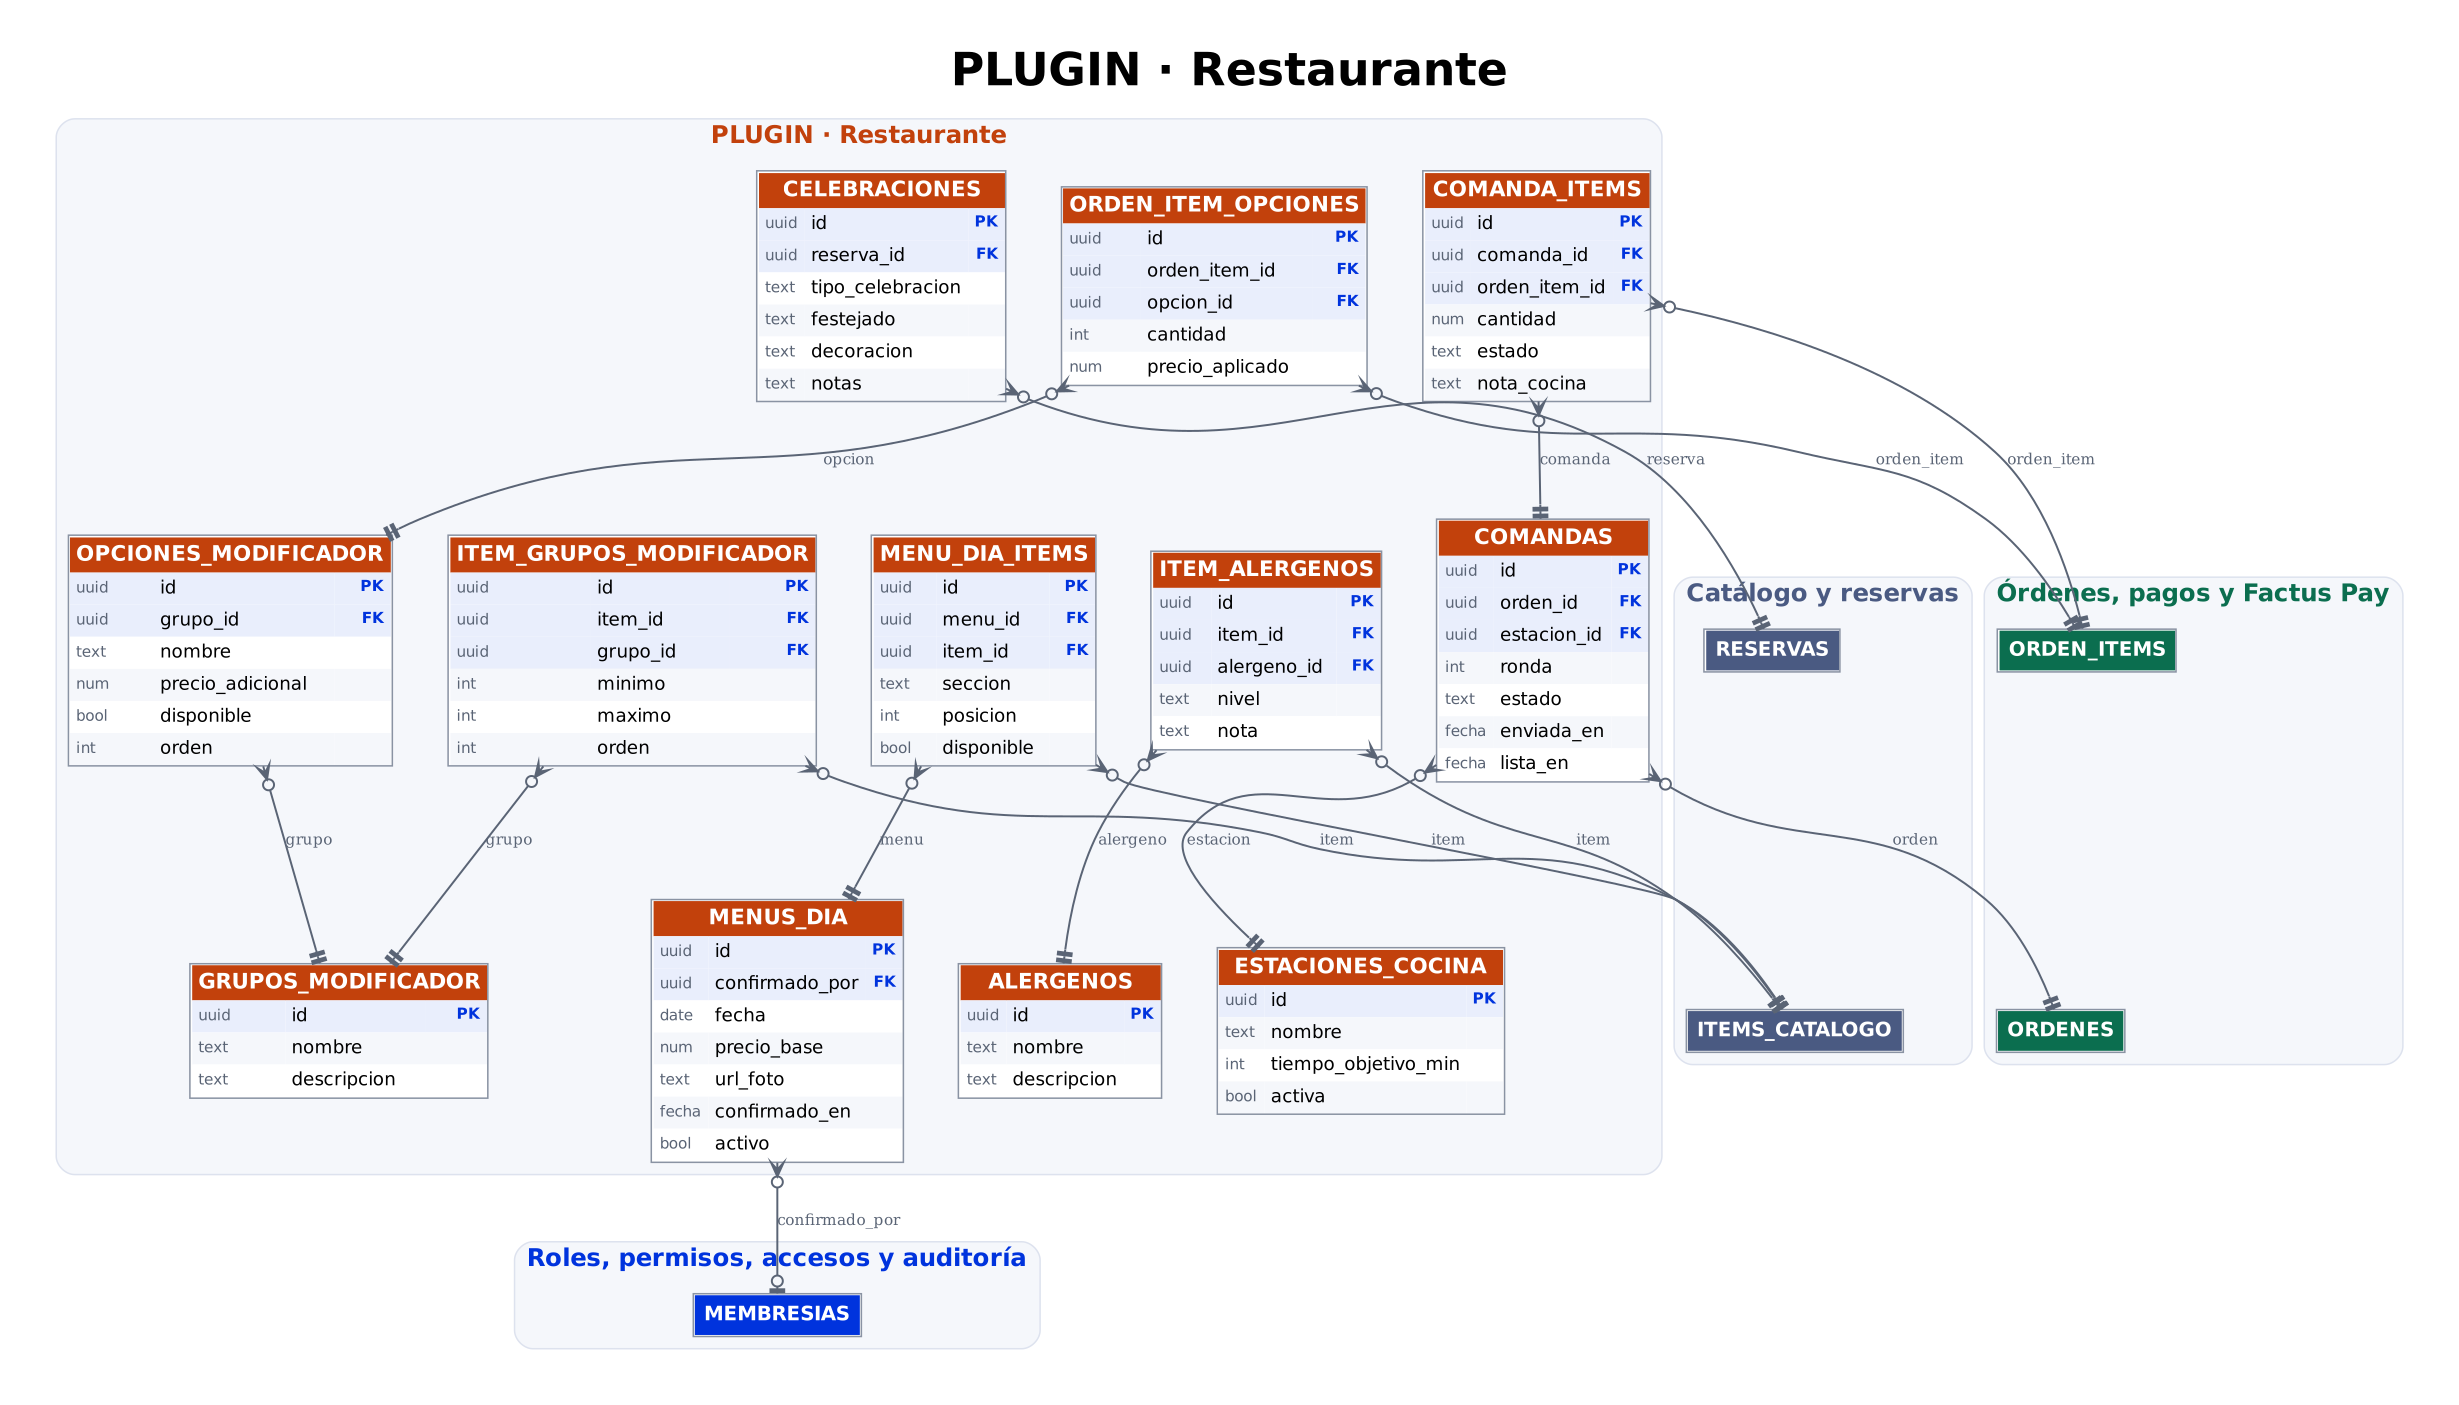 PLUGIN · Restaurante
PLUGIN · Restaurante
CELEBRACIONES
uuid id PK
uuid reserva_id FK
text tipo_celebracion
text festejado
text decoracion
text notas
ORDEN_ITEM_OPCIONES
uuid id PK
uuid orden_item_id FK
uuid opcion_id FK
int cantidad
num precio_aplicado
COMANDA_ITEMS
uuid id PK
uuid comanda_id FK
uuid orden_item_id FK
num cantidad
text estado
text nota_cocina
opcion
comanda
reserva
orden_item
orden_item
OPCIONES_MODIFICADOR
uuid id PK
uuid grupo_id FK
text nombre
num precio_adicional
bool disponible
int orden
ITEM_GRUPOS_MODIFICADOR
uuid id PK
uuid item_id FK
uuid grupo_id FK
int minimo
int maximo
int orden
MENU_DIA_ITEMS
uuid id PK
uuid menu_id FK
uuid item_id FK
text seccion
int posicion
bool disponible
ITEM_ALERGENOS
uuid id PK
uuid item_id FK
uuid alergeno_id FK
text nivel
text nota
COMANDAS
uuid id PK
uuid orden_id FK
uuid estacion_id FK
int ronda
text estado
fecha enviada_en
fecha lista_en
Catálogo y reservas
RESERVAS
Órdenes, pagos y Factus Pay
ORDEN_ITEMS
grupo
grupo
menu
alergeno
estacion
item
item
item
orden
GRUPOS_MODIFICADOR
uuid id PK
text nombre
text descripcion
MENUS_DIA
uuid id PK
uuid confirmado_por FK
date fecha
num precio_base
text url_foto
fecha confirmado_en
bool activo
ALERGENOS
uuid id PK
text nombre
text descripcion
ESTACIONES_COCINA
uuid id PK
text nombre
int tiempo_objetivo_min
bool activa
ITEMS_CATALOGO
ORDENES
confirmado_por
Roles, permisos, accesos y auditoría
MEMBRESIAS